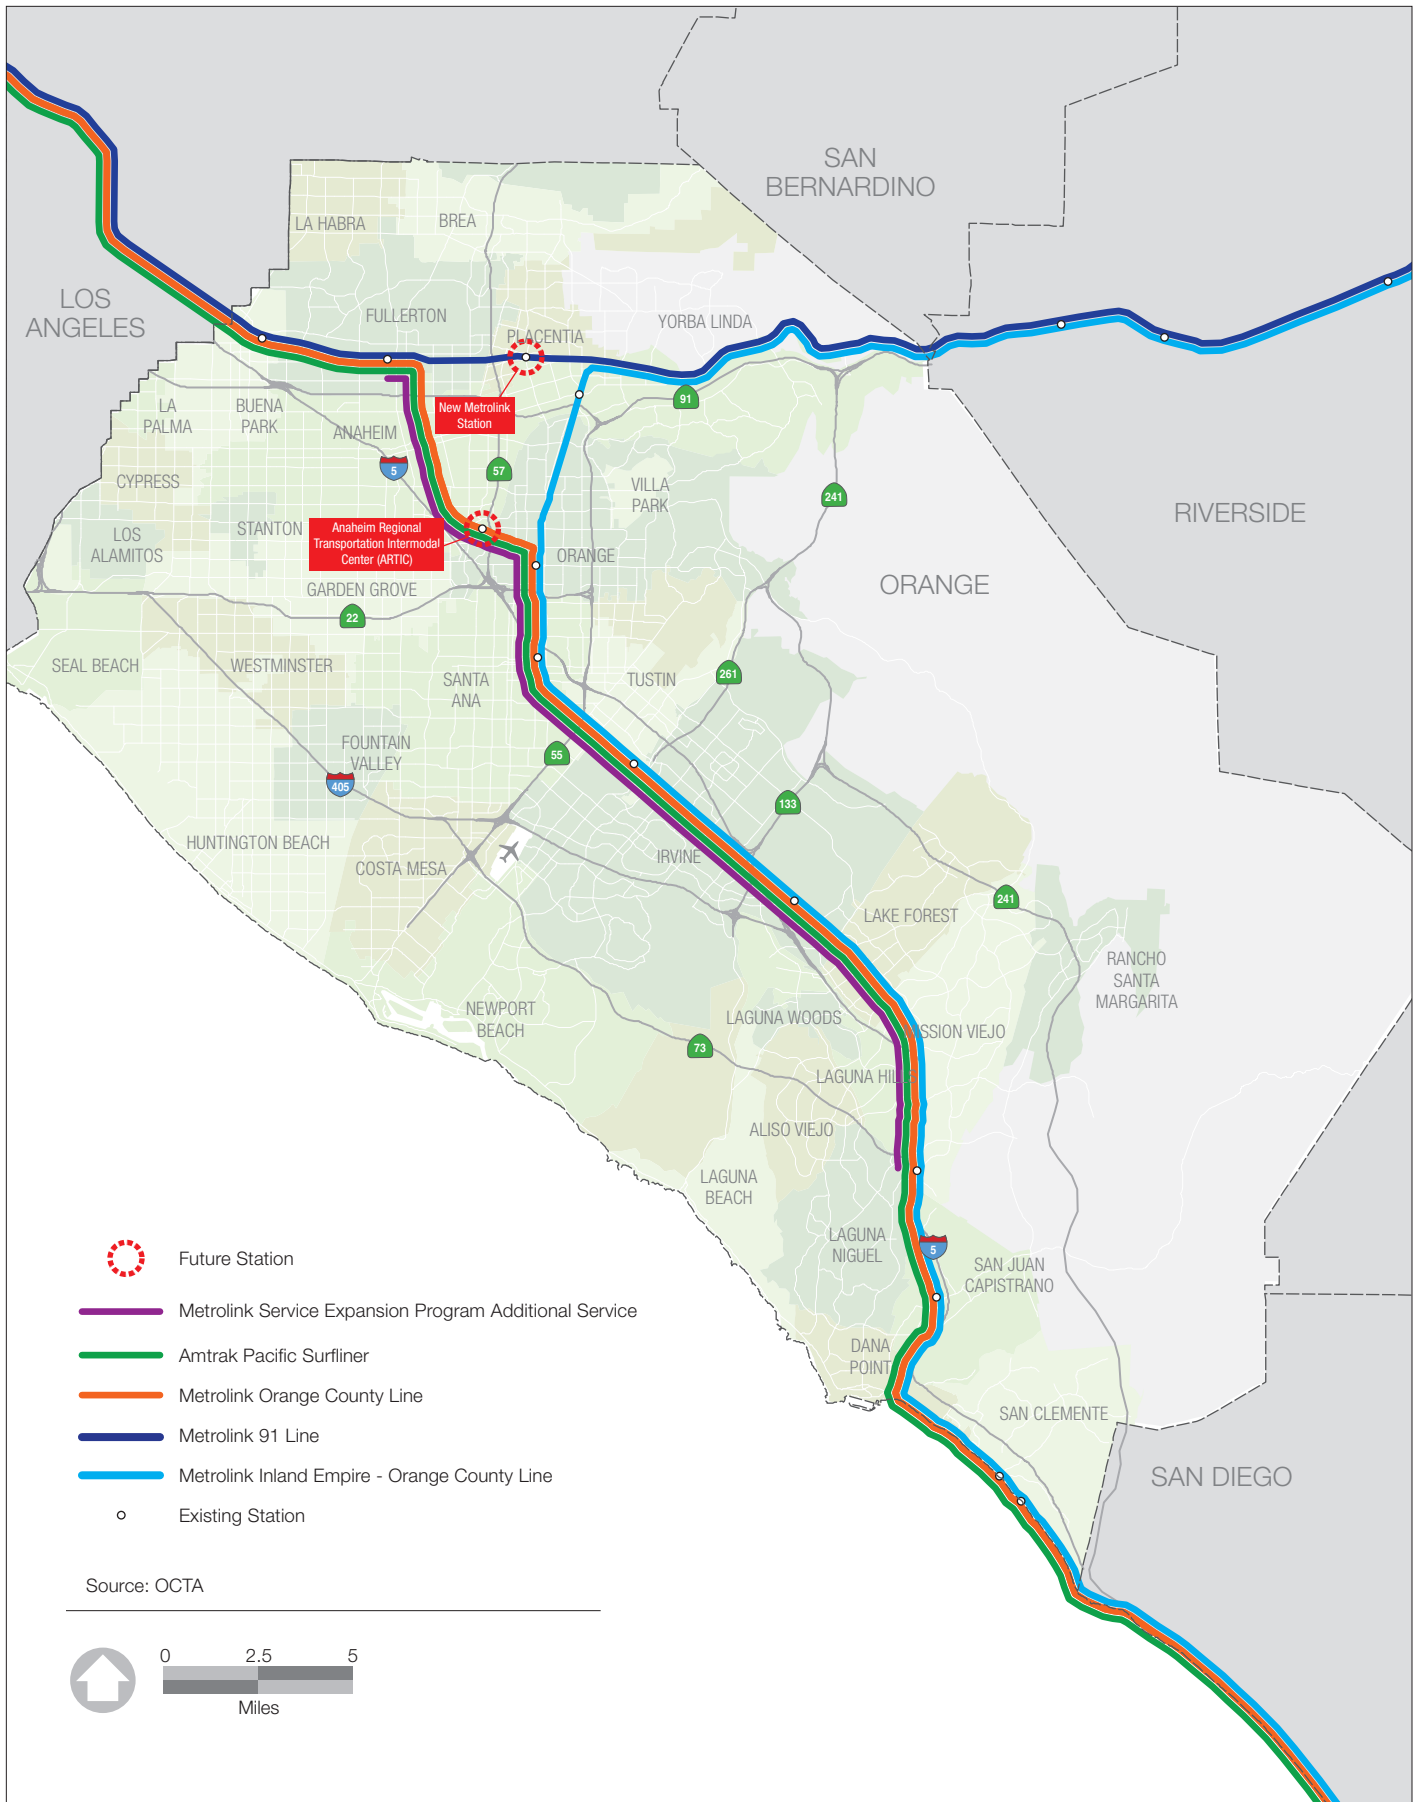 SAN
BERNARDINO
LA HABRA
BREA
LOS
ANGELES
FULLERTON
PLACENTIA
YORBA LINDA
LA
PALMA
BUENA
PARK
ANAHEIM
New Metrolink
Station
91
5
57
CYPRESS
VILLA
PARK
241
RIVERSIDE
LOS
ALAMITOS
STANTON
Anaheim Regional
Transportation Intermodal
Center (ARTIC)
ORANGE
ORANGE
GARDEN GROVE
22
SEAL BEACH
WESTMINSTER
SANTA
ANA
TUSTIN
261
FOUNTAIN
VALLEY
55
405
133
HUNTINGTON BEACH
COSTA MESA
IRVINE
LAKE FOREST
241
RANCHO
SANTA
MARGARITA
NEWPORT
BEACH
LAGUNA WOODS
SSION VIEJO
73
LAGUNA HILL
ALISO VIEJO
LAGUNA
BEACH
LAGUNA
NIGUEL
5
SAN JUAN
CAPISTRANO
DANA
POINT
SAN CLEMENTE
SAN DIEGO
Future Station
Metrolink Service Expansion Program Additional Service
Amtrak Pacific Surfliner
Metrolink Orange County Line
Metrolink 91 Line
Metrolink Inland Empire - Orange County Line
Existing Station
Source: OCTA
0 2.5 5
Miles